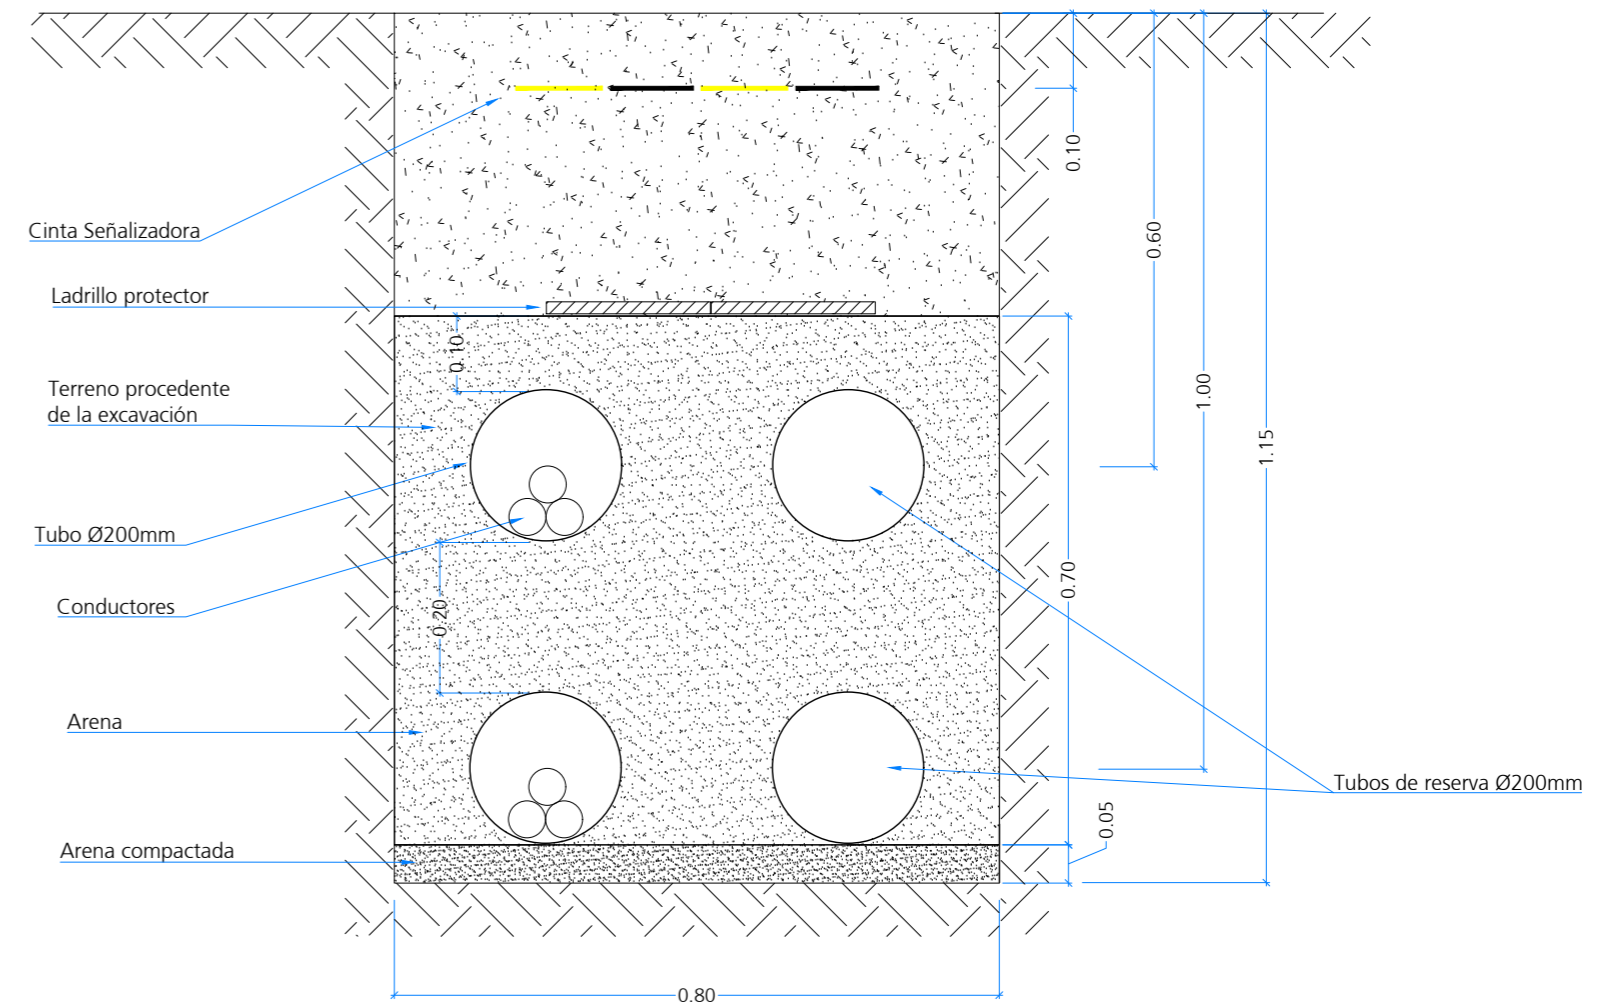 Cinta Señalizadora
Ladrillo protector
Terreno procedente
de la excavación
Tubo Ø200mm
Conductores
Arena
Arena compactada
0.10
0.20
0.80
0.10
0.60
1.00
1.15
0.70
0.05
Tubos de reserva Ø200mm